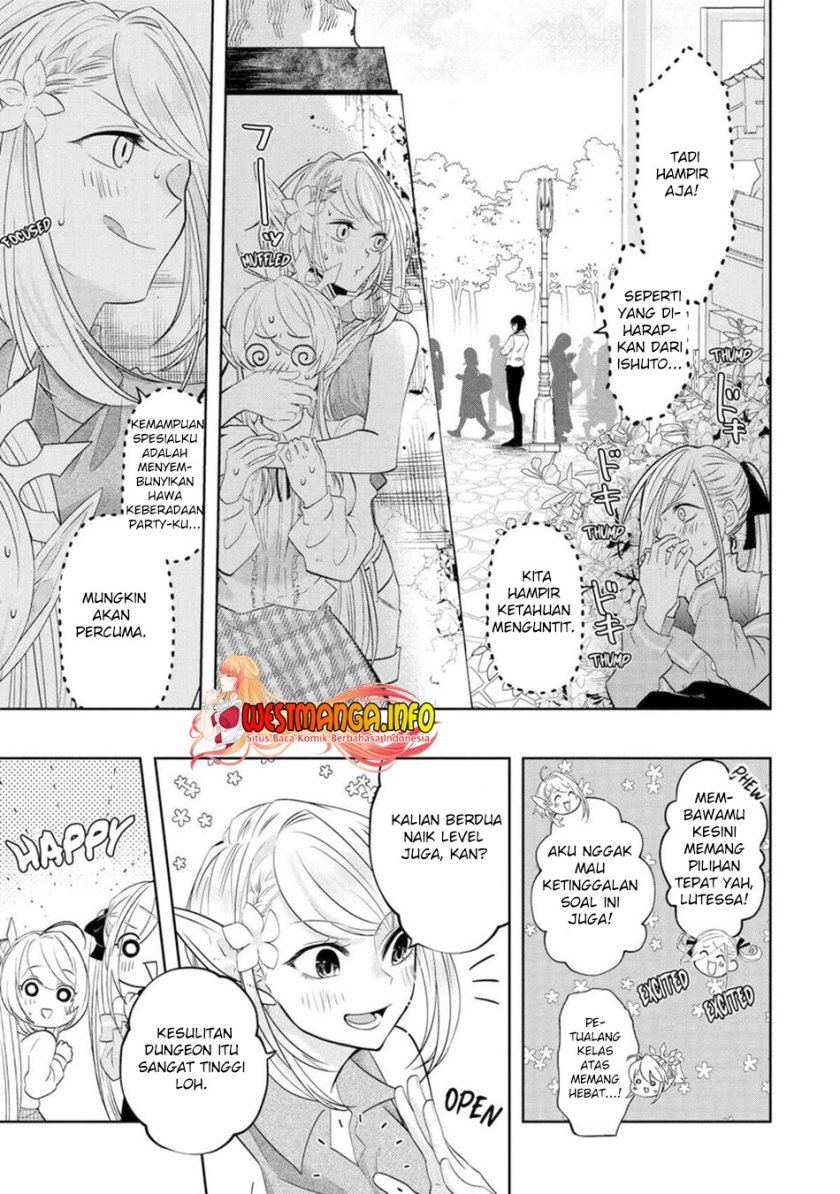 TADI
HAMPIR
AJA!
SEPERTI
YANG DI-
HARAP-
KAN DARI
ISHUTO...
THUMP
ドキ
ドキ
THUMP
THUMP
KITA
HAMPIR
KETAHUAN
MENGUNTIT.
MUFFLED
FOCUSED
KEMAMPUAN
SPESIALKU
ADALAH
MENYEM-
BUNYIKAN
HAWA
KEBERADAAN
PARTY-KU...
MUNGKIN
AKAN
PERCUMA.
WESTMANGA.INFO
Situs Baca Komik Berbahasa Indonesia
PHEW
MEM-
BAWAMU
KESINI
MEMANG
PILIHAN
TEPAT YAH,
LUTESSA!
AKU NGGAK
MAU
KETINGGALAN
SOAL INI
JUGA!
EXCITED
EXCITED
PE-
TUALANG
KELAS
ATAS
MEMANG
HEBAT...!
KALIAN BERDUA
NAIK LEVEL
JUGA, KAN?
KESULITAN
DUNGEON ITU
SANGAT TINGGI
LOH.
OPEN
HAPPY